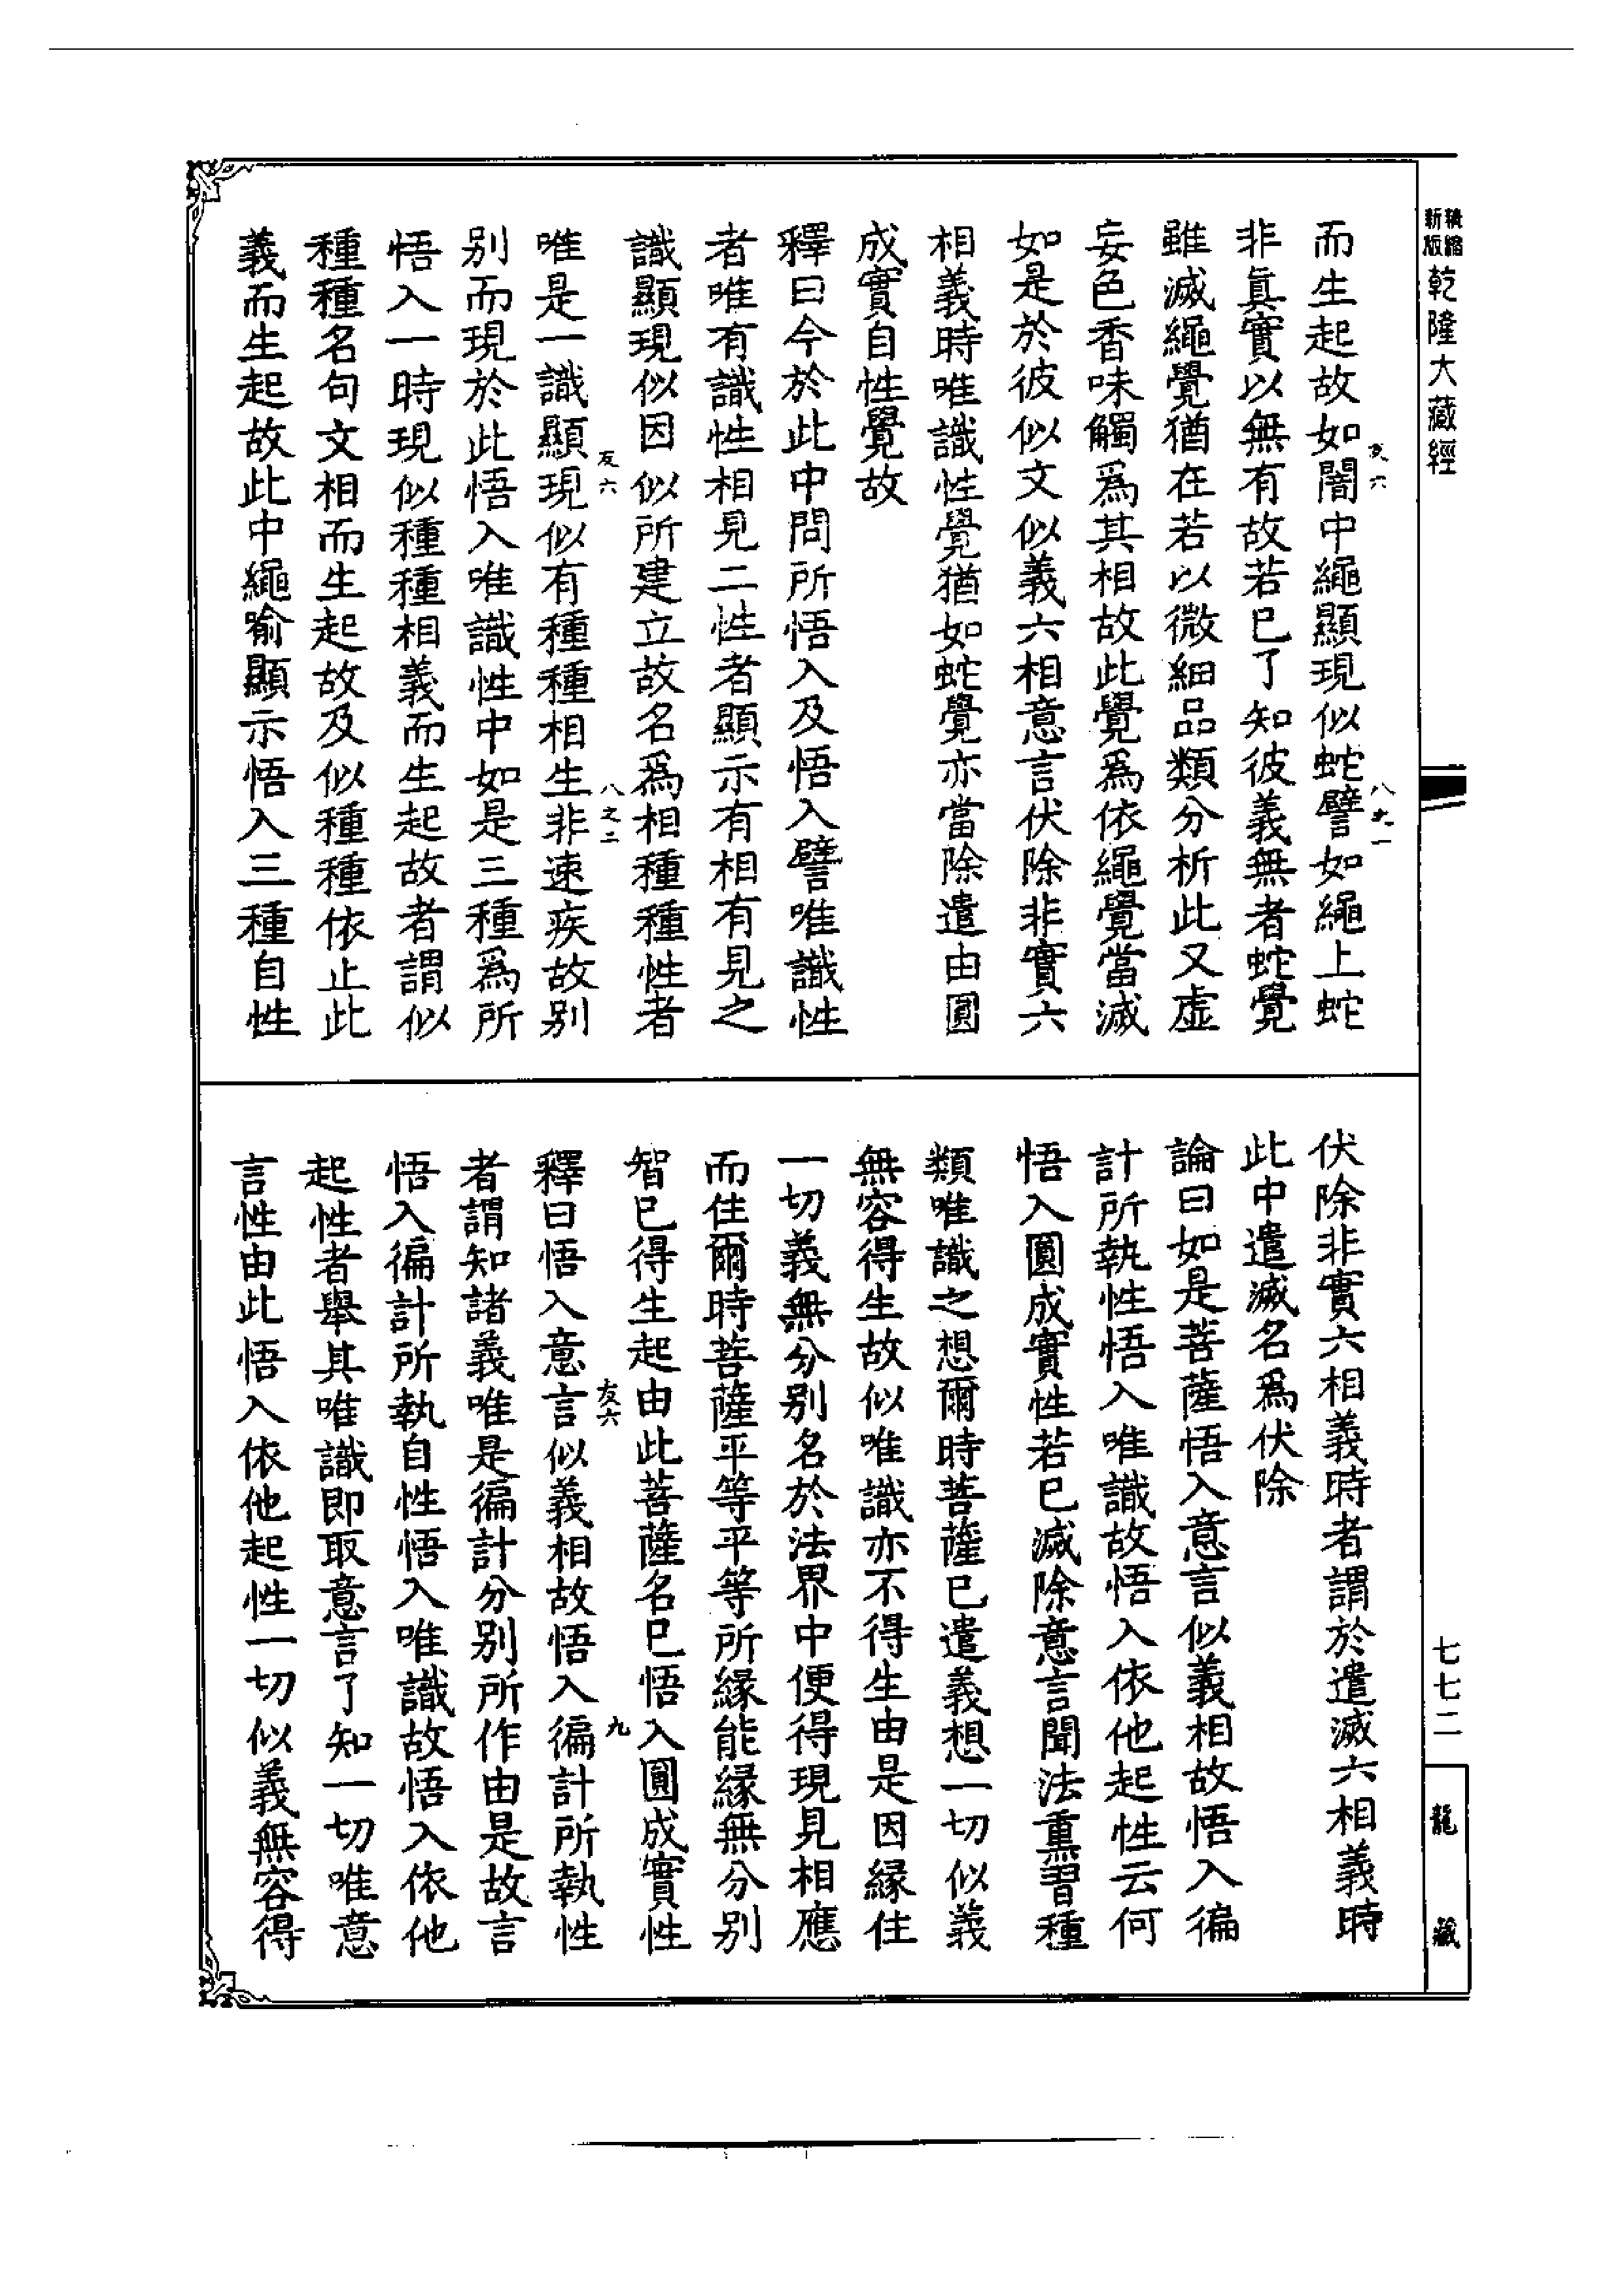 精縮
新版
乾隆大藏經
而生起故如闇中繩顯現似蛇譬如繩上蛇
友六
八之一
非眞實以無有故若已了知彼義無者蛇覺
雖滅繩覺猶在若以微細品類分析此又虛
妄色香味觸爲其相故此覺爲依繩覺當滅
如是於彼似文似義六相意言伏除非實六
相義時唯識性覺猶如蛇覺亦當除遣由圓
成實自性覺故
釋曰今於此中問所悟入及悟入譬唯識性
者唯有識性相見二性者顯示有相有見之
識顯現似因似所建立故名爲相種種性者
友六
八之二
唯是一識顯現似有種種相生非速疾故別
別而現於此悟入唯識性中如是三種爲所
悟入一時現似種種相義而生起故者謂似
種種名句文相而生起故及似種種依止此
義而生起故此中繩喻顯示悟入三種自性
伏除非實六相義時者謂於遣滅六相義時
此中遣滅名爲伏除
論曰如是菩薩悟入意言似義相故悟入徧
計所執性悟入唯識故悟入依他起性云何
悟入圓成實性若已滅除意言聞法熏習種
類唯識之想爾時菩薩已遣義想一切似義
無容得生故似唯識亦不得生由是因緣住
一切義無分別名於法界中便得現見相應
而住爾時菩薩平等平等所緣能緣無分別
智已得生起由此菩薩名已悟入圓成實性
友六
九
釋曰悟入意言似義相故悟入徧計所執性
者謂知諸義唯是徧計分別所作由是故言
悟入徧計所執自性悟入唯識故悟入依他
起性者舉其唯識即取意言了知一切唯意
言性由此悟入依他起性一切似義無容得
七七二
龍藏